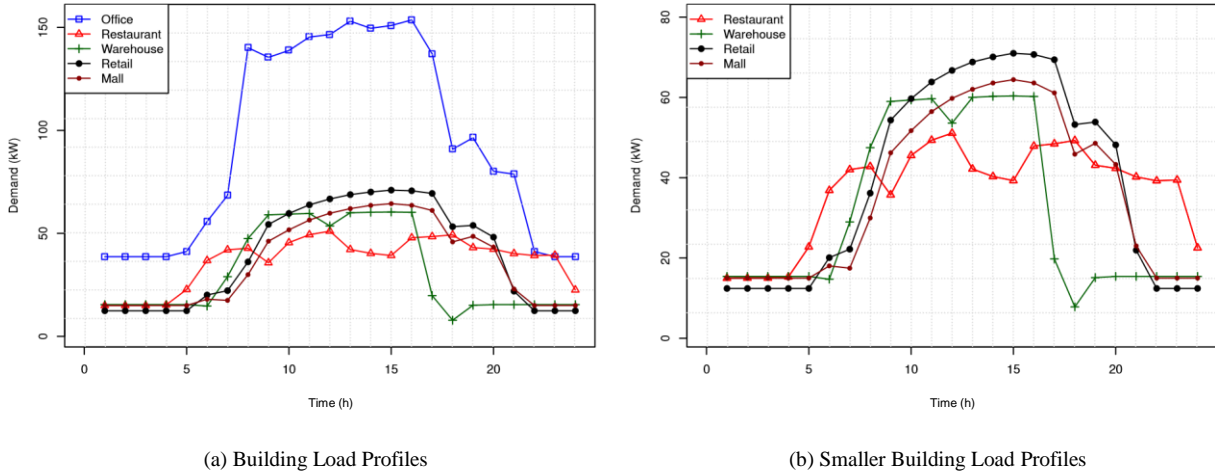 Office
Restaurant
Warehouse
Retail
Mall
Demand (kW)
150
100
50
0
0 5 10 15 20
Time (h)
(a) Building Load Profiles
Restaurant
Warehouse
Retail
Mall
Demand (kW)
80
60
40
20
0
0 5 10 15 20
Time (h)
(b) Smaller Building Load Profiles